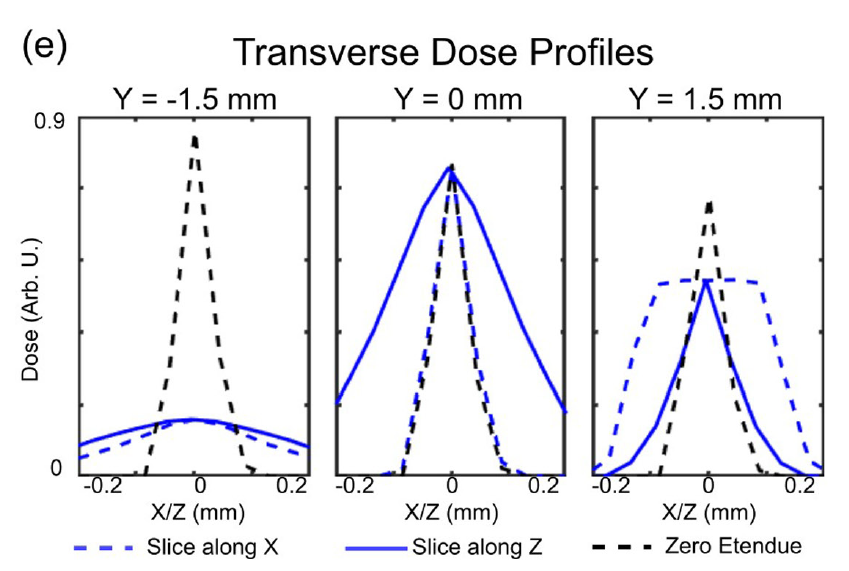 (e)
Transverse Dose Profiles
Y = -1.5 mm
Y = 0 mm
Y = 1.5 mm
0.9
0
Dose (Arb. U.)
-0.2 0 0.2
-0.2 0 0.2
-0.2 0 0.2
X/Z (mm)
X/Z (mm)
X/Z (mm)
Slice along X
Slice along Z
Zero Etendue